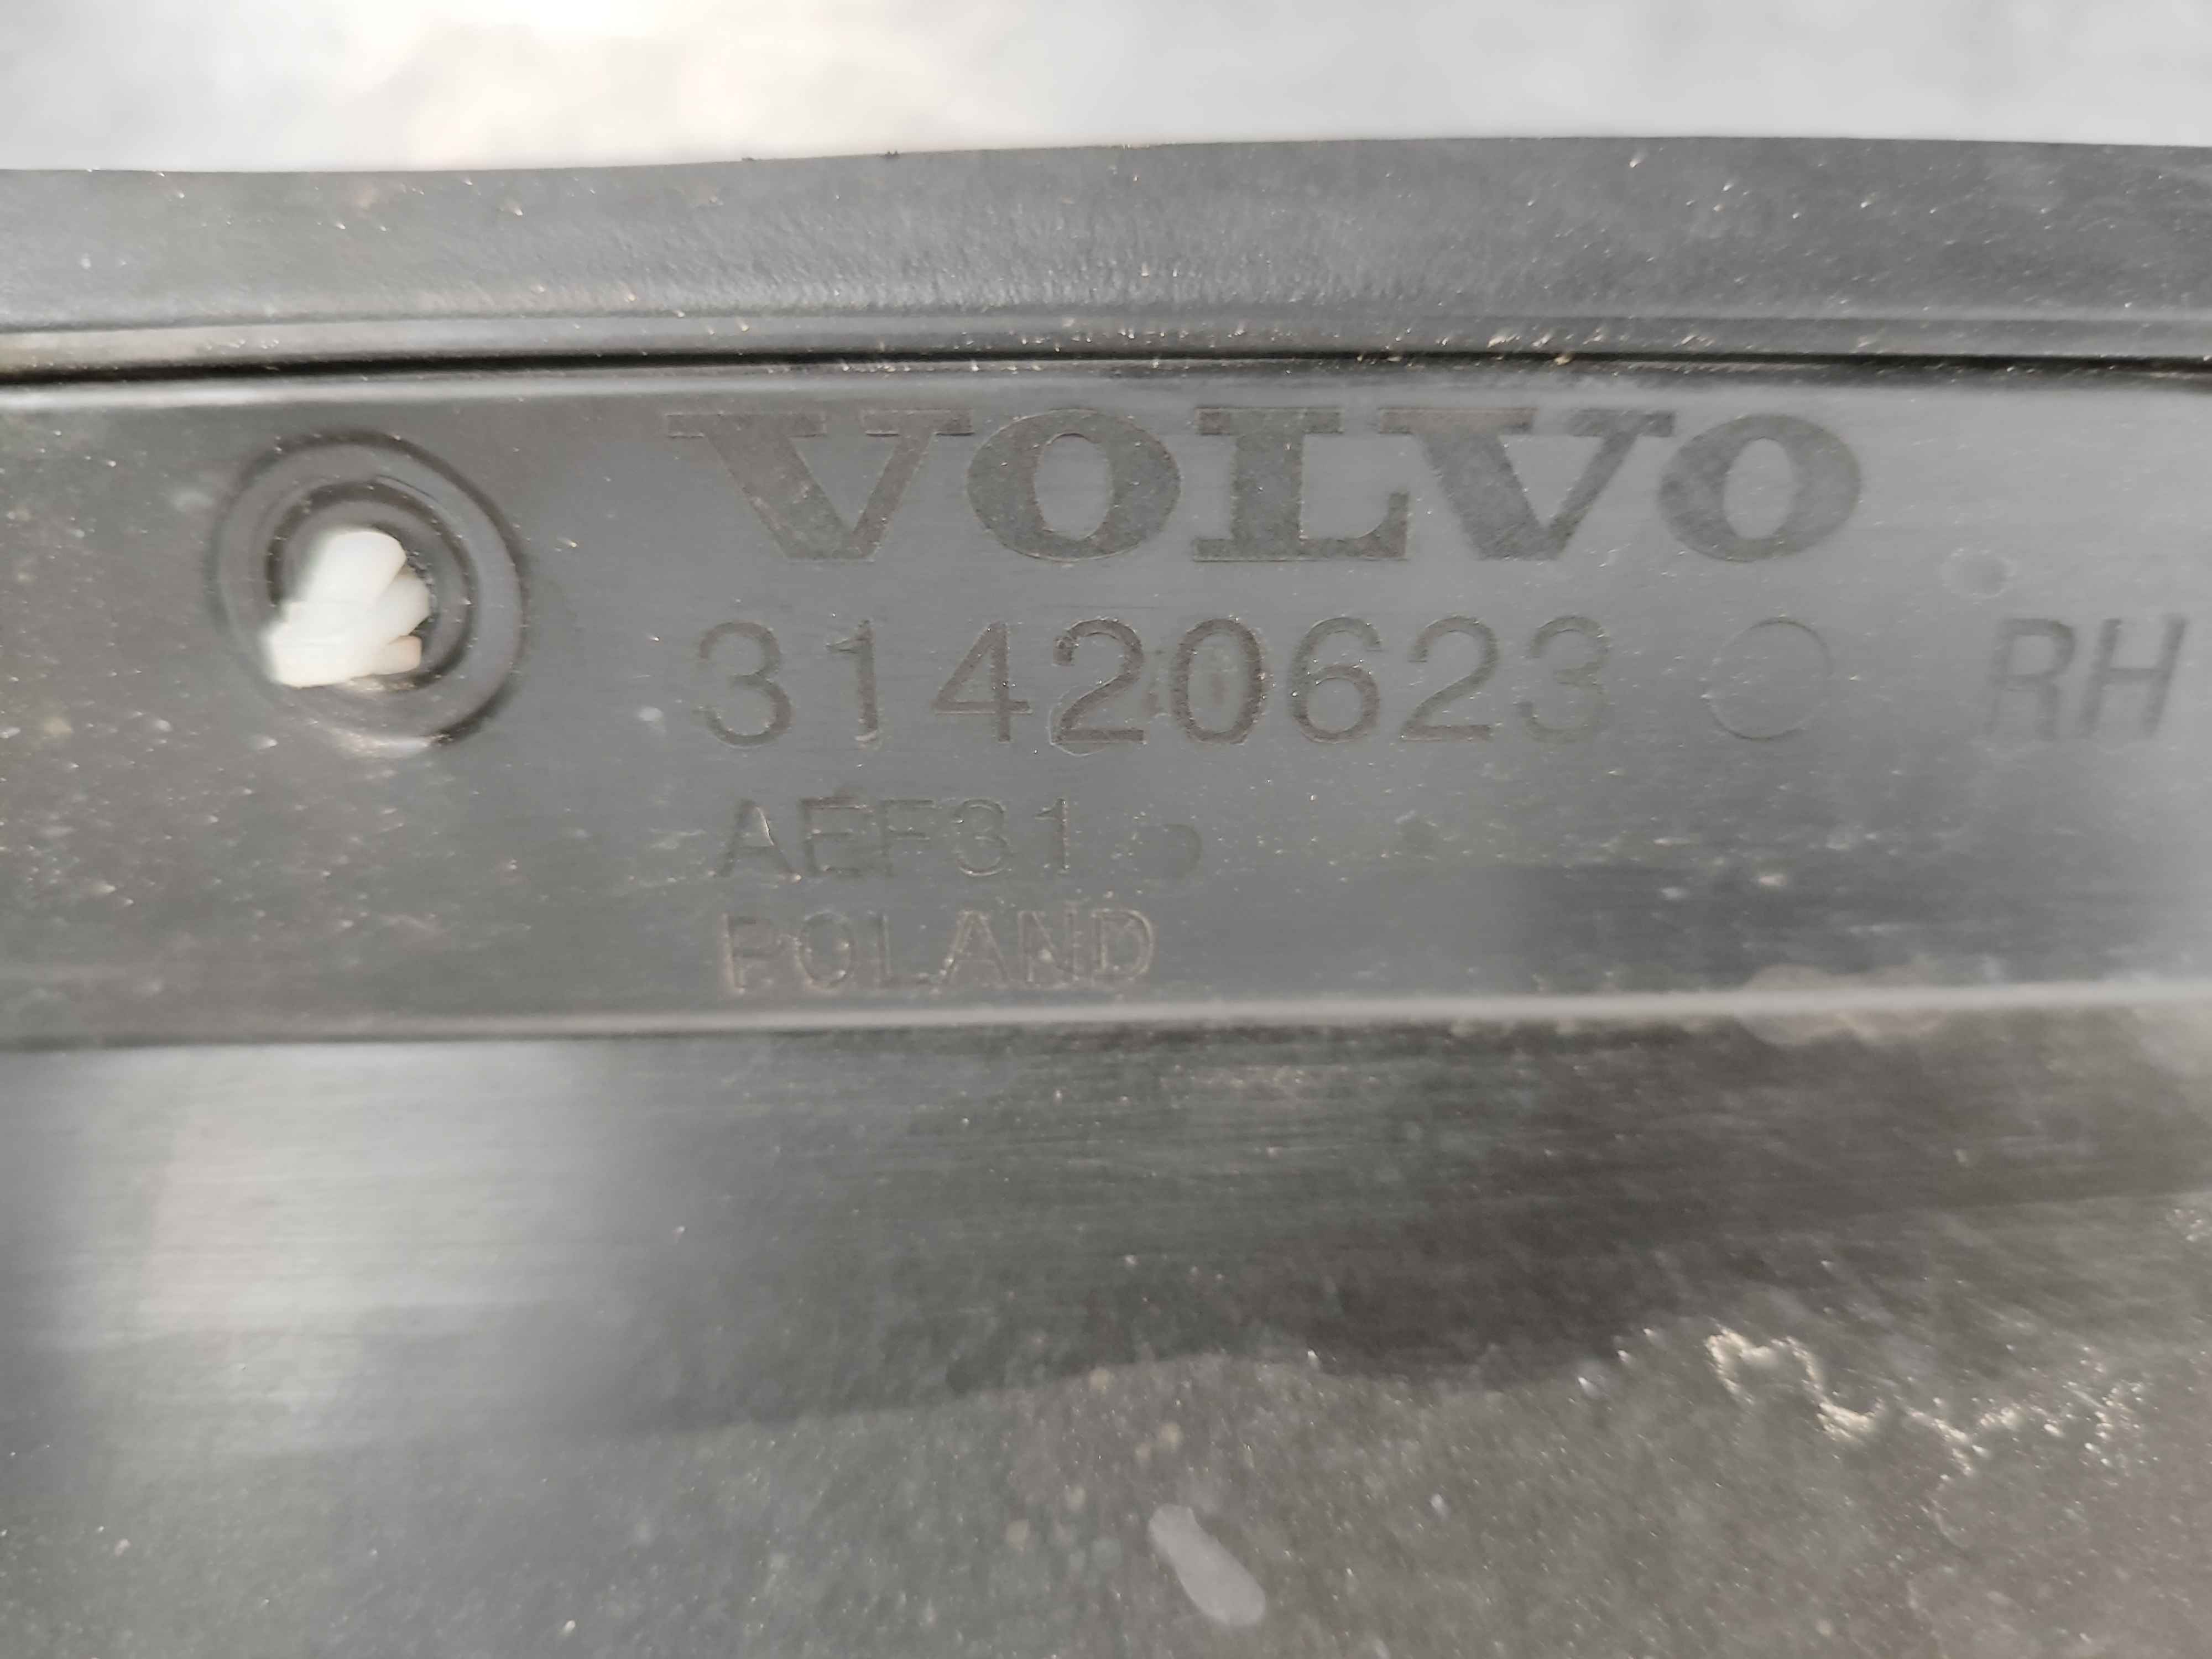 VOLVO
31420623 RH
AEF31
POLAND